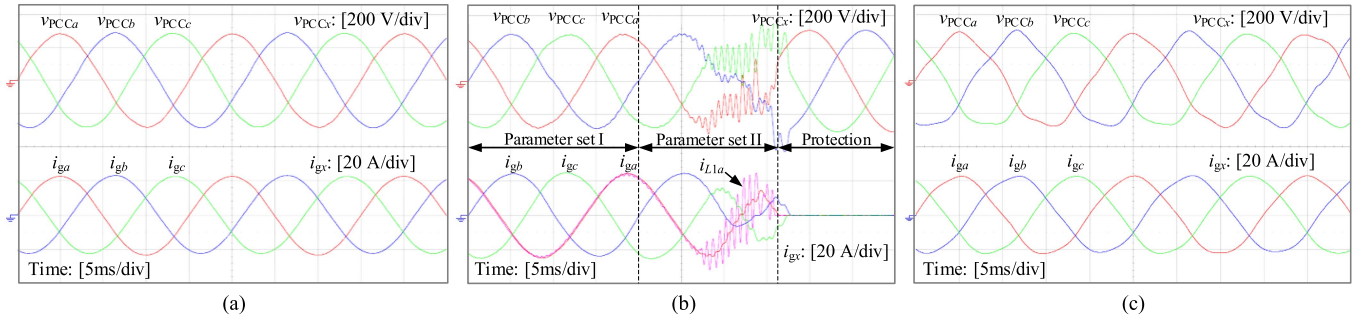 vPCCa vPCCb vPCCc vPCCx: [200 V/div]
iga igb igc igx: [20 A/div]
Time: [5ms/div]
(a)
vPCCb vPCCc vPCCa vPCCx: [200 V/div]
Parameter set I Parameter set II Protection
igb igc iga iL1a
igx: [20 A/div]
Time: [5ms/div]
(b)
vPCCa vPCCb vPCCc vPCCx: [200 V/div]
iga igb igc igx: [20 A/div]
Time: [5ms/div]
(c)